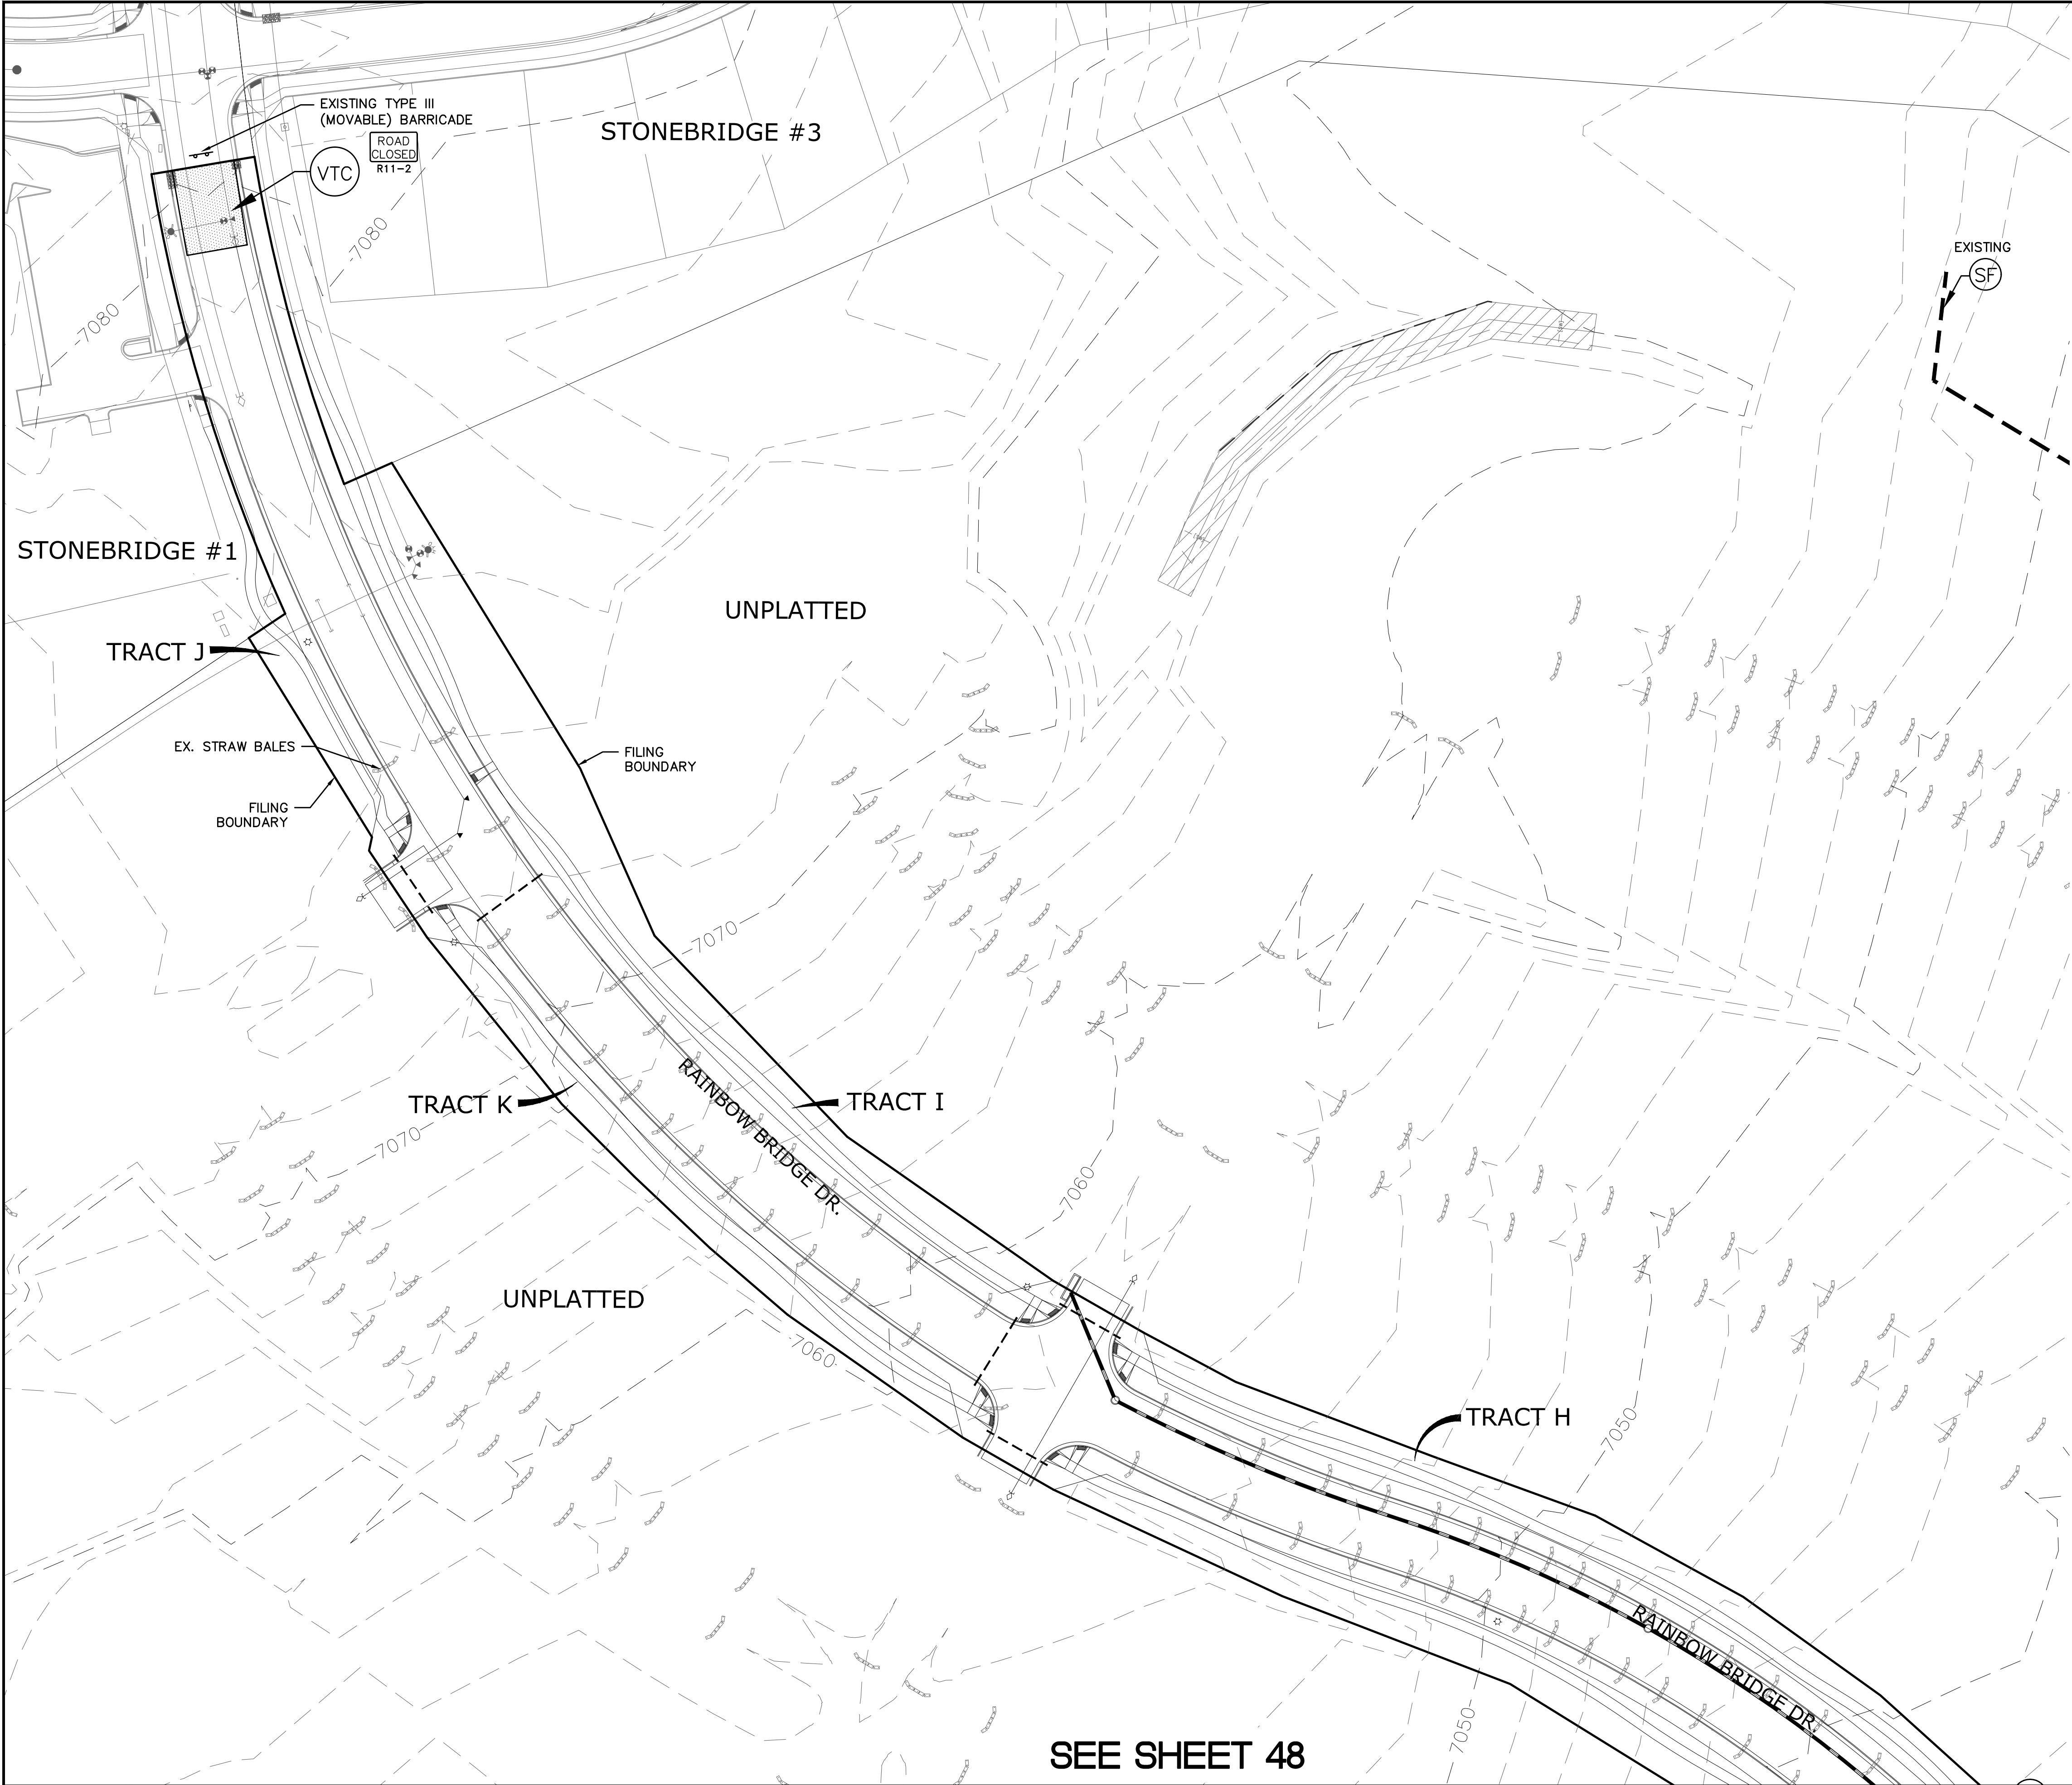 EXISTING TYPE III
(MOVABLE) BARRICADE
ROAD
CLOSED
R11-2
VTC
STONEBRIDGE #3
7080
7080
EXISTING
SF
STONEBRIDGE #1
UNPLATTED
TRACT J
EX. STRAW BALES
FILING
BOUNDARY
FILING
BOUNDARY
7070
RAINBOW BRIDGE DR.
TRACT K
TRACT I
7070
7060
UNPLATTED
7060
TRACT H
7050
RAINBOW BRIDGE DR.
7050
SEE SHEET 48